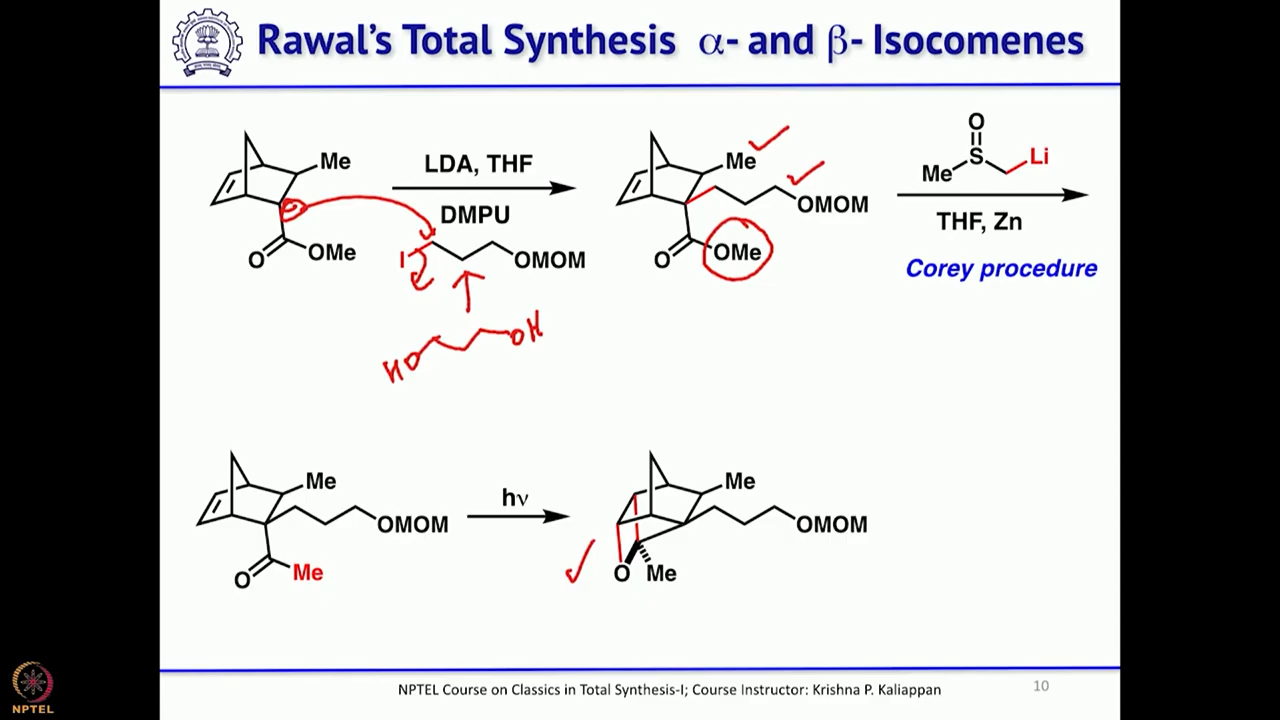 Rawal's Total Synthesis α- and β- Isocomenes
Me
O
OMe
LDA, THF
DMPU
I
OMOM
HO
OH
Me
OMOM
O
OMe
O
S
Me
Li
THF, Zn
Corey procedure
Me
OMOM
O
Me
hν
Me
OMOM
O
Me
NPTEL
NPTEL Course on Classics in Total Synthesis-I; Course Instructor: Krishna P. Kaliappan
10